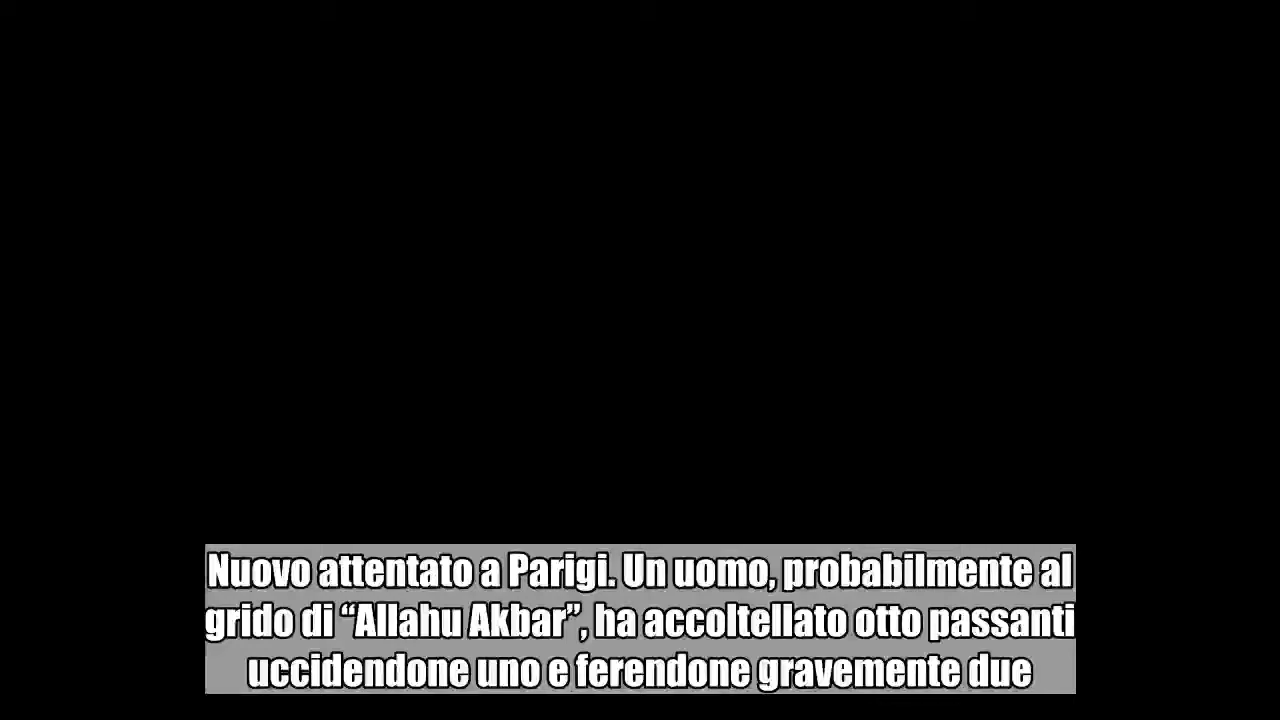 Nuovo attentato a Parigi. Un uomo, probabilmente al
grido di “Allahu Akbar”, ha accoltellato otto passanti
uccidendone uno e ferendone gravemente due